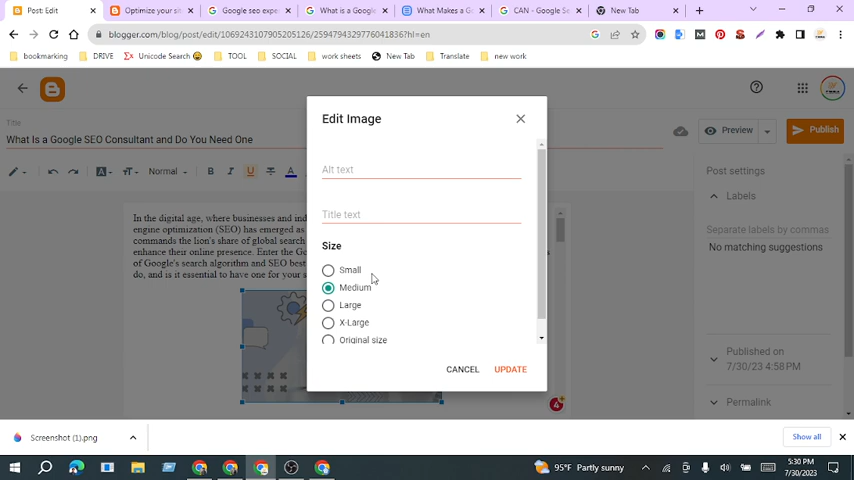 Post: Edit
Optimize your sit
Google seo expe
What is a Google
What Makes a Go
CAN - Google Se
New Tab
blogger.com/blog/post/edit/1069243107905205126/2594794329776041836?hl=en
bookmarking
DRIVE
Unicode Search
TOOL
SOCIAL
work sheets
New Tab
Translate
new work
Title
What Is a Google SEO Consultant and Do You Need One
Preview
Publish
Normal
B I U
Post settings
Labels
Separate labels by commas
No matching suggestions
In the digital age, where businesses and ind
engine optimization (SEO) has emerged as
commands the lion's share of global search
enhance their online presence. Enter the Go
of Google's search algorithm and SEO best
do, and is it essential to have one for your s
Published on
7/30/23 4:58 PM
Permalink
Edit Image
Alt text
Title text
Size
Small
Medium
Large
X-Large
Original size
CANCEL
UPDATE
4
Screenshot (1).png
Show all
95°F Partly sunny
5:30 PM
7/30/2023